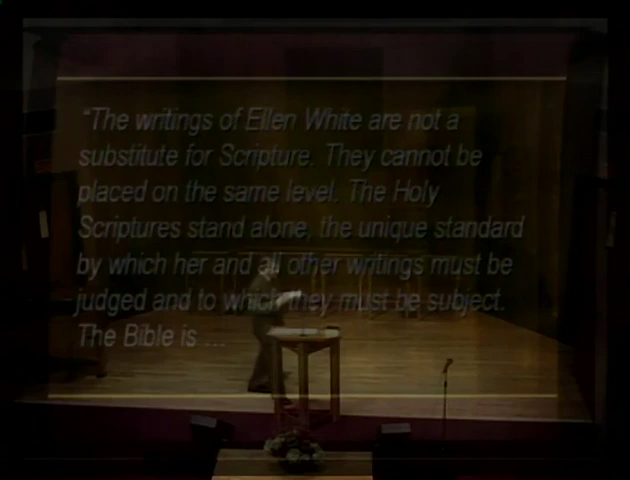 "The writings of Ellen White are not a
substitute for Scripture. They cannot be
placed on the same level. The Holy
Scriptures stand alone, the unique standard
by which her and all other writings must be
judged and to which they must be subject.
The Bible is ...